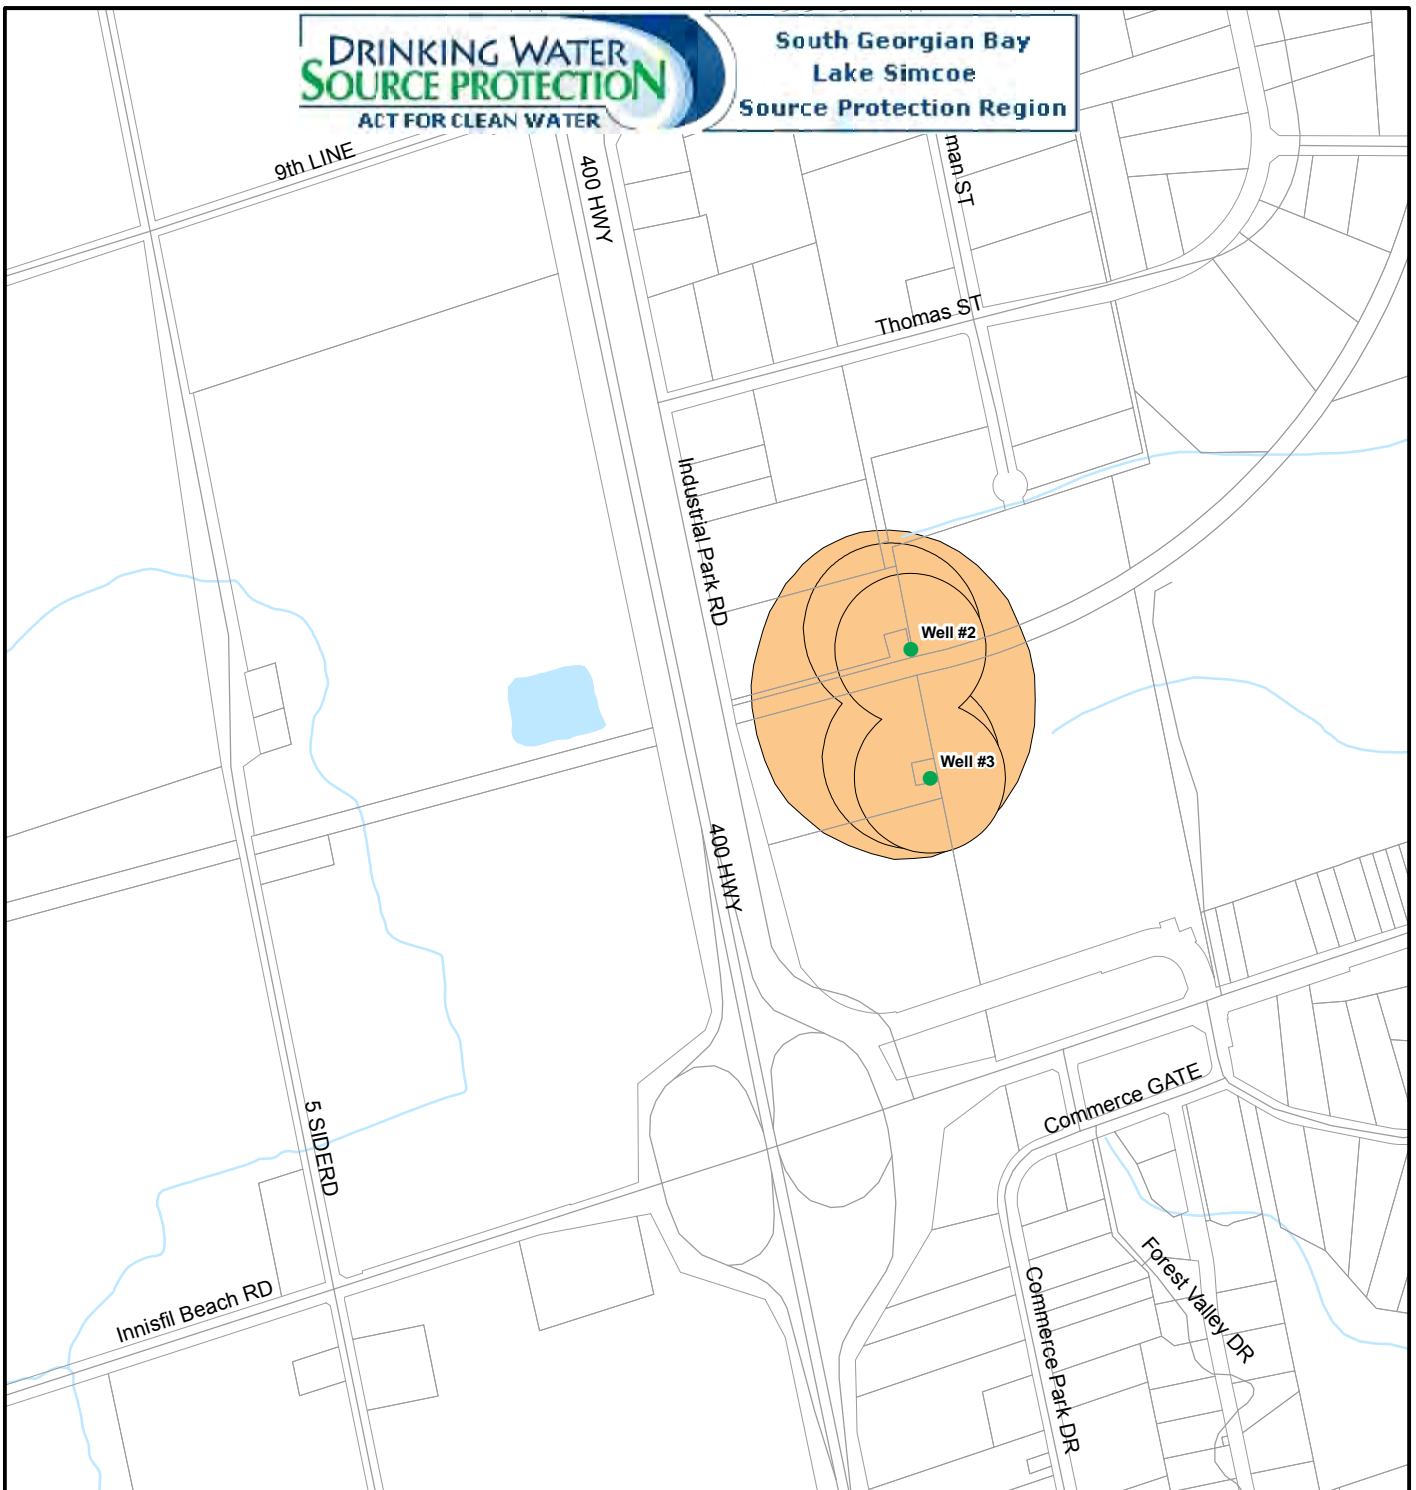 DRINKING WATER
SOURCE PROTECTION
ACT FOR CLEAN WATER
South Georgian Bay
Lake Simcoe
Source Protection Region
9th LINE
400 HWY
man ST
Thomas ST
Industrial Park RD
Well #2
Well #3
400 HWY
5 SIDERD
Commerce GATE
Innisfil Beach RD
Forest Valley DR
Commerce Park DR